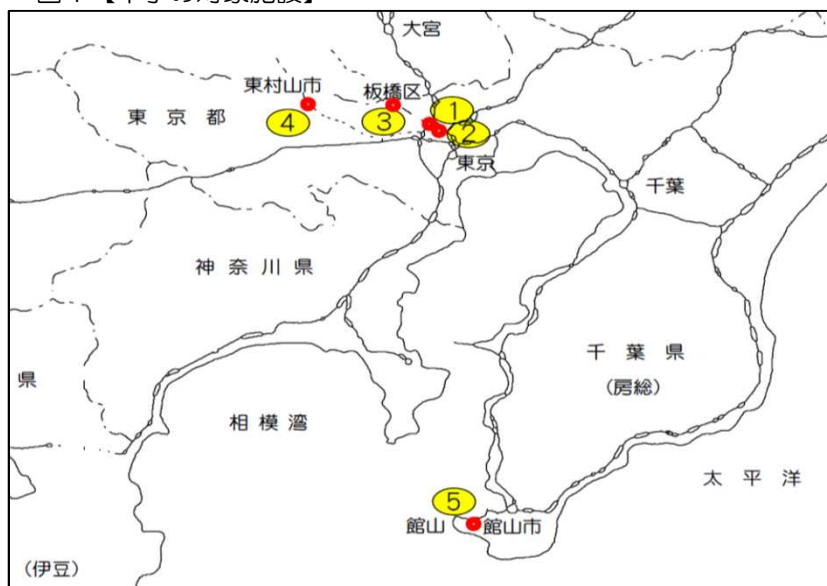 大宮
東村山市
板橋区
①
東京都
④
③
②
東京
千葉
神奈川県
千葉県
(房総)
県
相模湾
太平洋
⑤
館山
館山市
(伊豆)